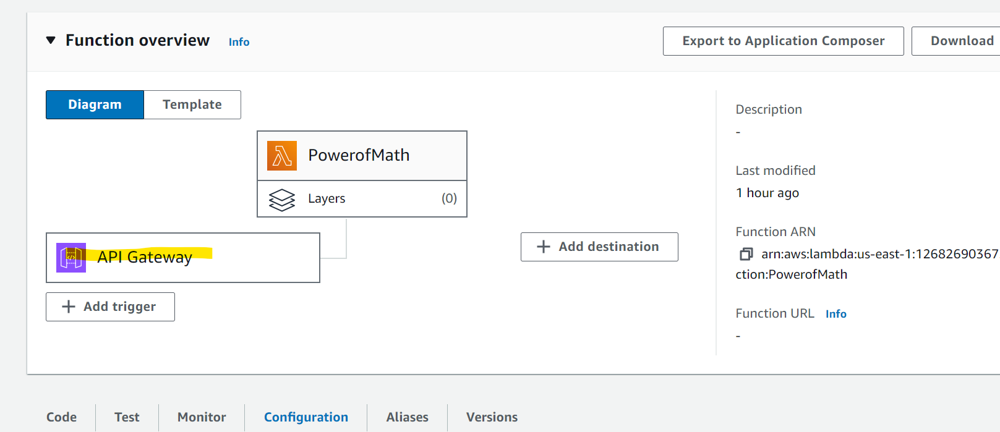 Function overview Info
Export to Application Composer
Download
Diagram
Template
PowerofMath
Layers (0)
API Gateway
Add trigger
Add destination
Description
-
Last modified
1 hour ago
Function ARN
arn:aws:lambda:us-east-1:12682690367
ction:PowerofMath
Function URL Info
-
Code
Test
Monitor
Configuration
Aliases
Versions